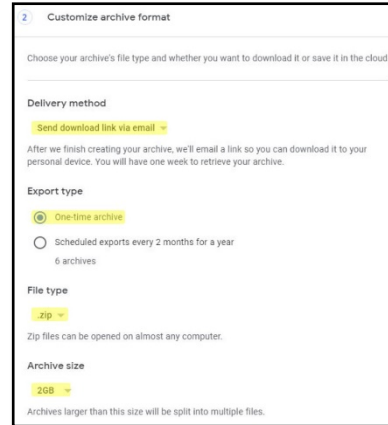 2 Customize archive format
Choose your archive's file type and whether you want to download it or save it in the cloud.
Delivery method
Send download link via email
After we finish creating your archive, we'll email a link so you can download it to your
personal device. You will have one week to retrieve your archive.
Export type
One-time archive
Scheduled exports every 2 months for a year
6 archives
File type
.zip
Zip files can be opened on almost any computer.
Archive size
2GB
Archives larger than this size will be split into multiple files.